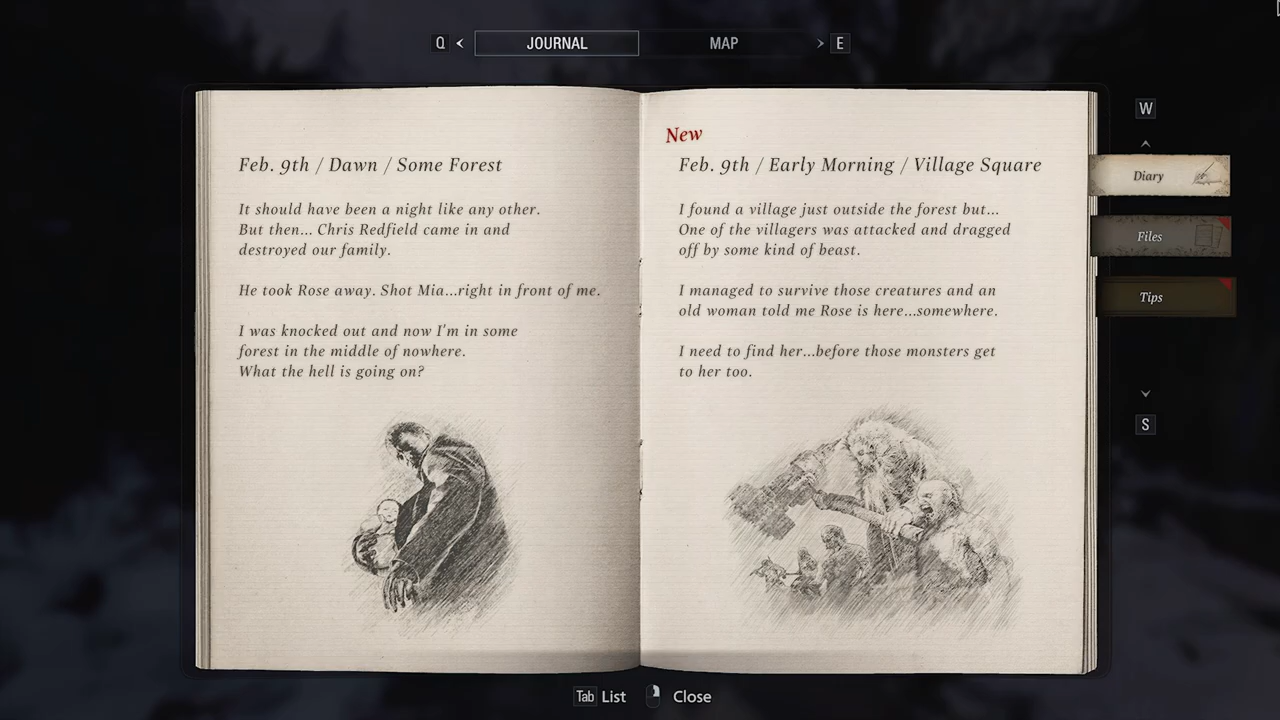 Q JOURNAL MAP E
Feb. 9th / Dawn / Some Forest
It should have been a night like any other.
But then... Chris Redfield came in and
destroyed our family.
He took Rose away. Shot Mia...right in front of me.
I was knocked out and now I'm in some
forest in the middle of nowhere.
What the hell is going on?
New
Feb. 9th / Early Morning / Village Square
I found a village just outside the forest but...
One of the villagers was attacked and dragged
off by some kind of beast.
I managed to survive those creatures and an
old woman told me Rose is here...somewhere.
I need to find her...before those monsters get
to her too.
W
Diary
Files
Tips
S
Tab List Close